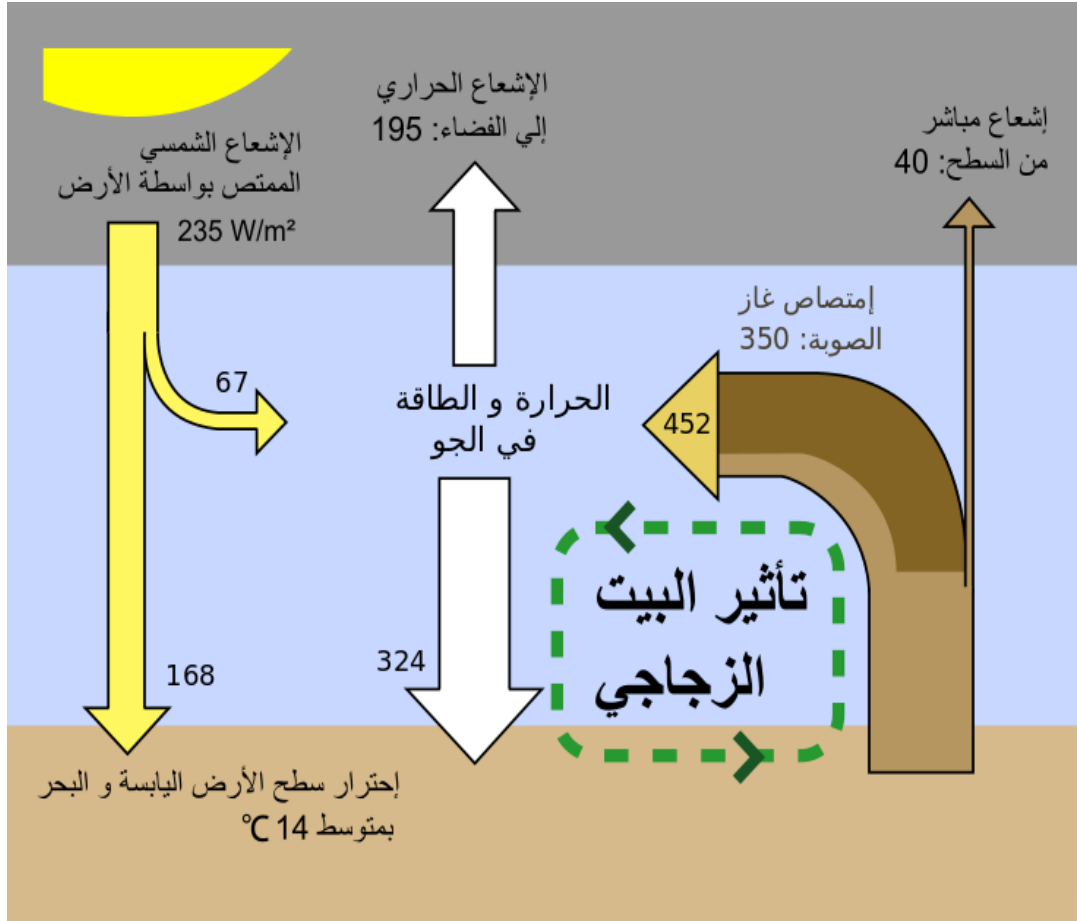 الإشعاع الحراري
إلي الفضاء: 195
إشعاع مباشر
من السطح: 40
الإشعاع الشمسي
الممتص بواسطة الأرض
235 W/m²
إمتصاص غاز
الصوبة: 350
67
الحرارة و الطاقة
في الجو
452
تأثير البيت
الزجاجي
324
168
إحترار سطح الأرض اليابسة و البحر
بمتوسط 14 ℃